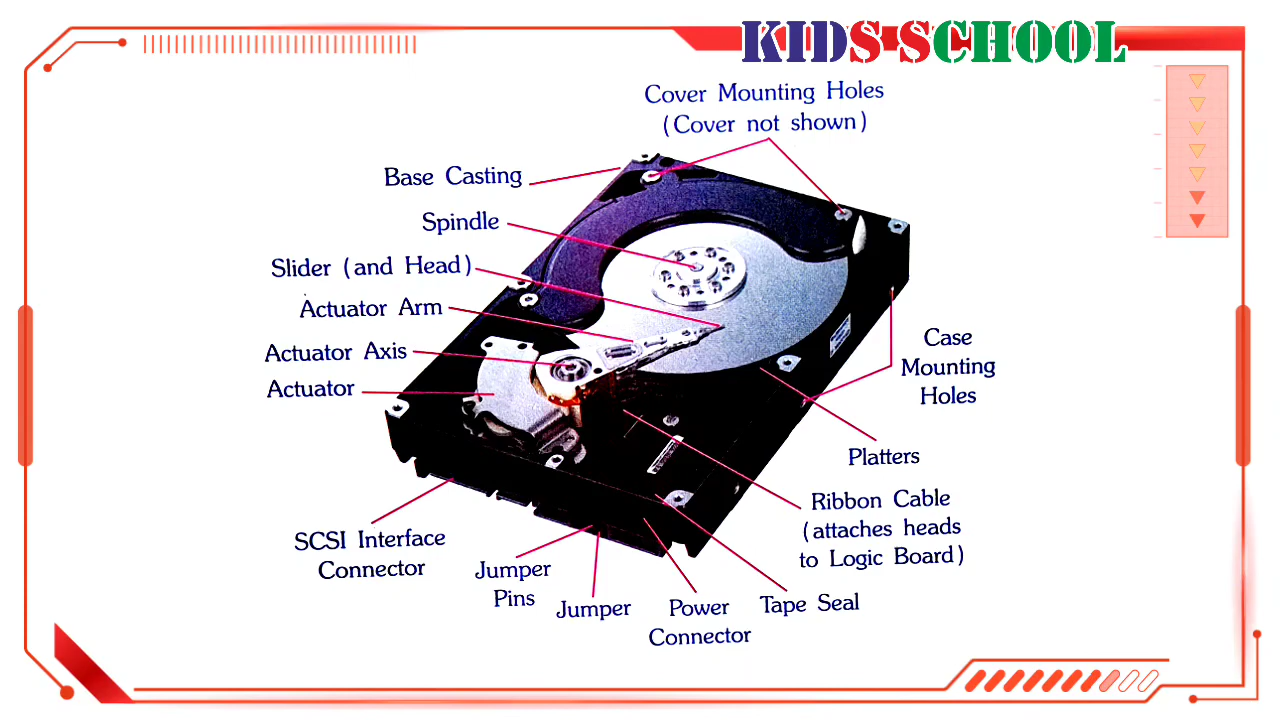 KIDS SCHOOL
Cover Mounting Holes
(Cover not shown)
Base Casting
Spindle
Slider (and Head)
Actuator Arm
Actuator Axis
Actuator
Case
Mounting
Holes
Platters
Ribbon Cable
(attaches heads
to Logic Board)
SCSI Interface
Connector
Jumper
Pins
Jumper
Power
Connector
Tape Seal